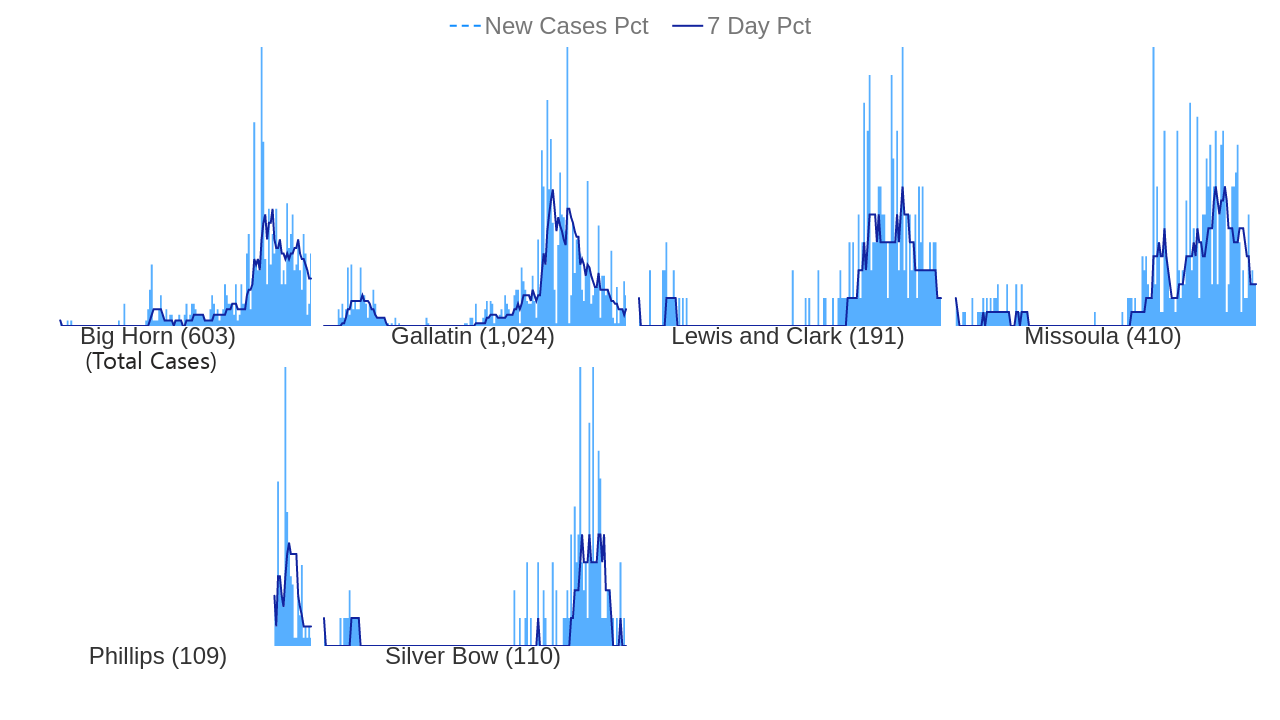 New Cases Pct 7 Day Pct
Big Horn (603) Gallatin (1,024) Lewis and Clark (191) Missoula (410)
(Total Cases)
Phillips (109) Silver Bow (110)